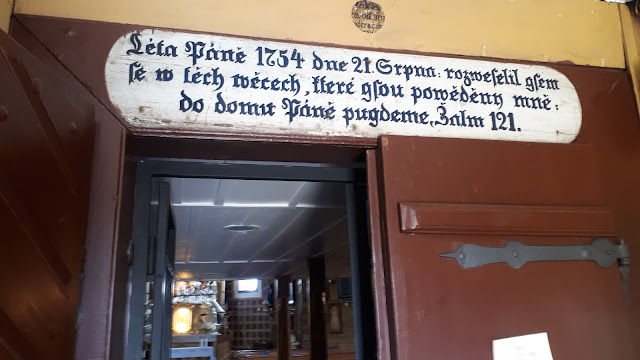 Léta Páně 1754 dne 21. Srpna: rozweselil gsem
sé w těch wěcech, které gsou powěděny mně:
do domu Páně pugdeme, Žalm 121.